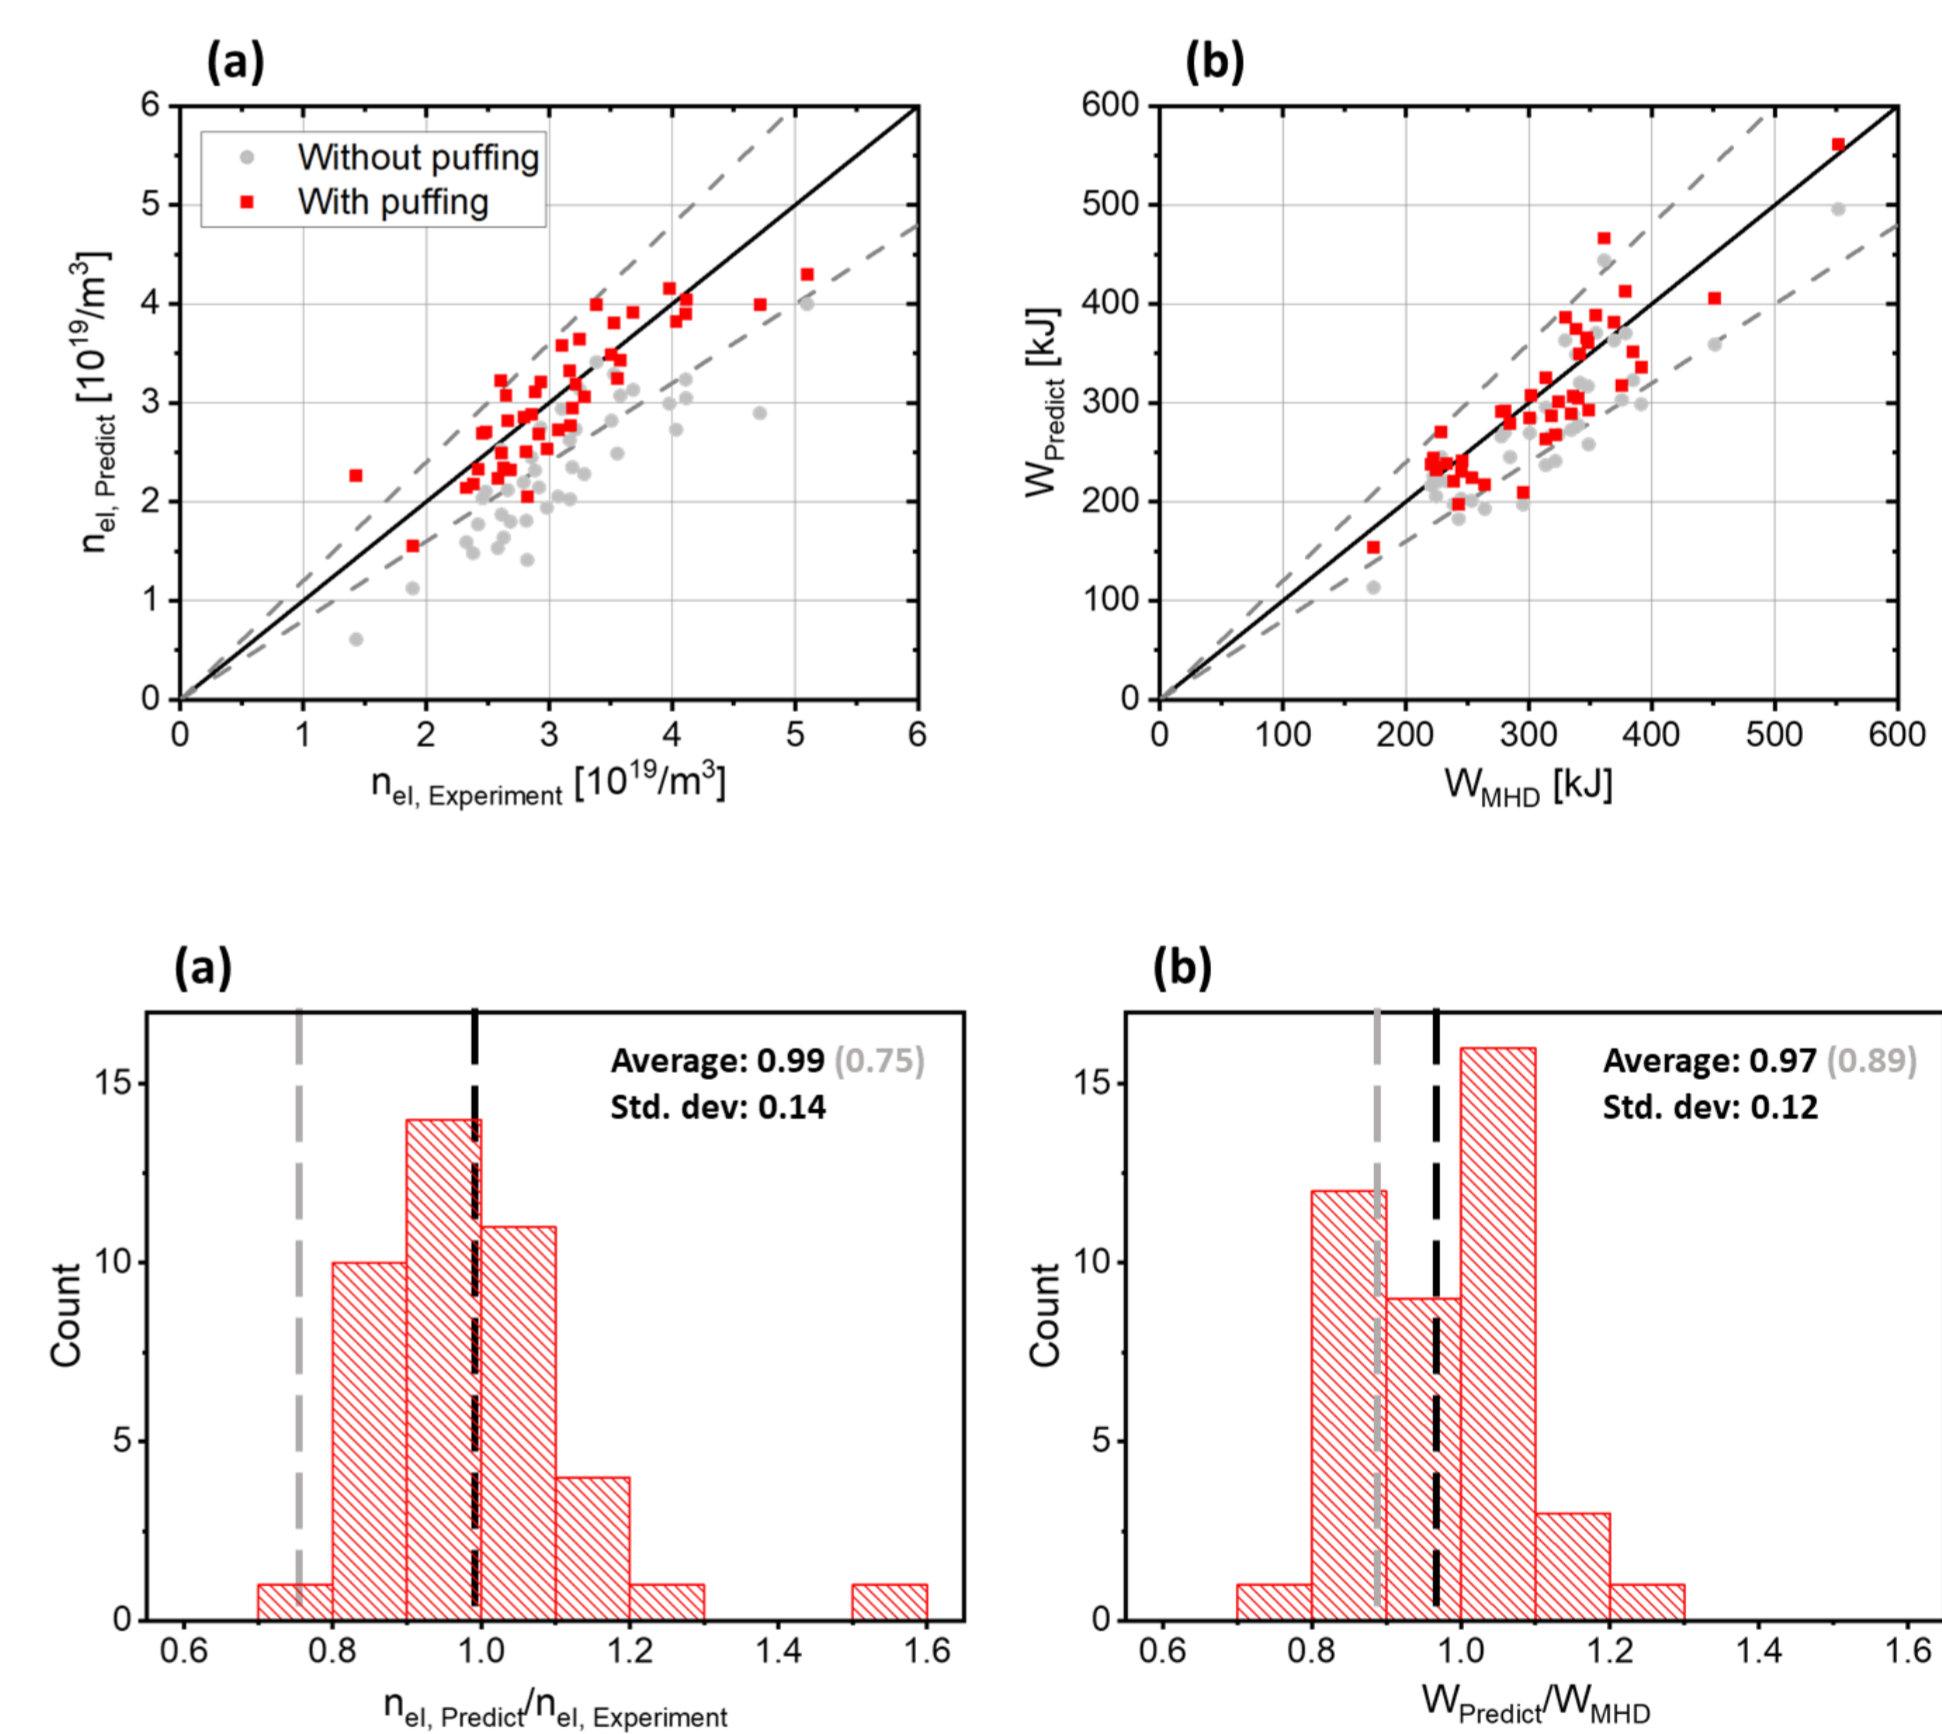 (a)
6
5
4
3
2
1
0
Without puffing
With puffing
n_el, Predict [10^19/m^3]
0 1 2 3 4 5 6
n_el, Experiment [10^19/m^3]
(b)
600
500
400
300
200
100
0
W_Predict [kJ]
0 100 200 300 400 500 600
W_MHD [kJ]
(a)
Average: 0.99 (0.75)
Std. dev: 0.14
15
10
5
0
Count
0.6 0.8 1.0 1.2 1.4 1.6
n_el, Predict/n_el, Experiment
(b)
Average: 0.97 (0.89)
Std. dev: 0.12
15
10
5
0
Count
0.6 0.8 1.0 1.2 1.4 1.6
W_Predict/W_MHD